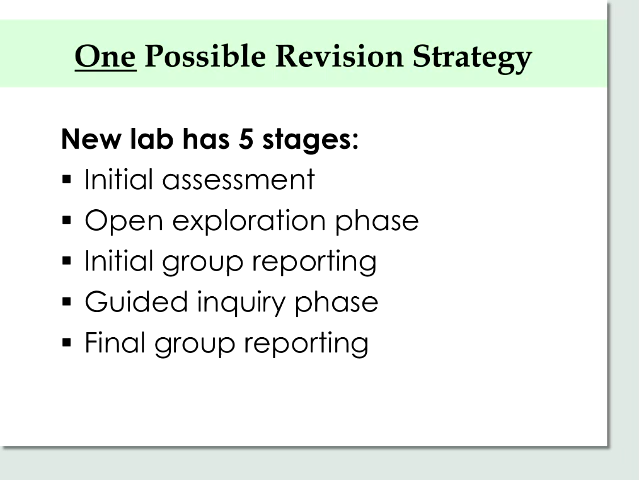 One Possible Revision Strategy
New lab has 5 stages:
▪ Initial assessment
▪ Open exploration phase
▪ Initial group reporting
▪ Guided inquiry phase
▪ Final group reporting